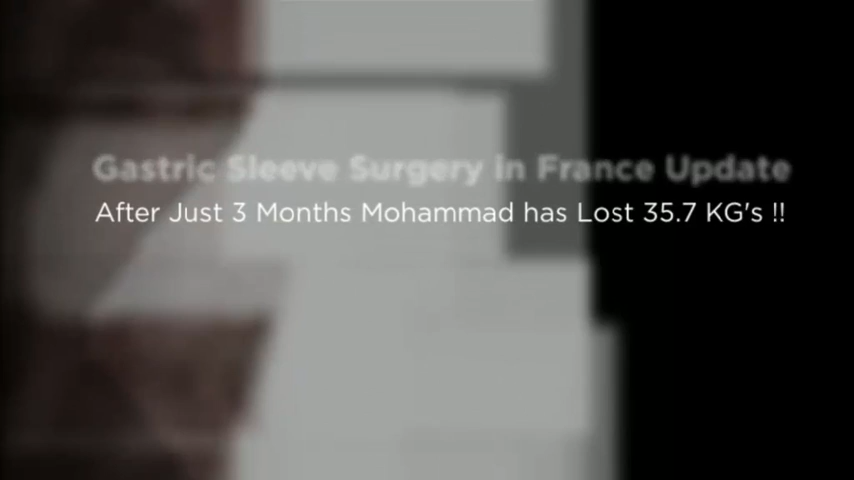 Gastric Sleeve Surgery in France Update
After Just 3 Months Mohammad has Lost 35.7 KG's !!